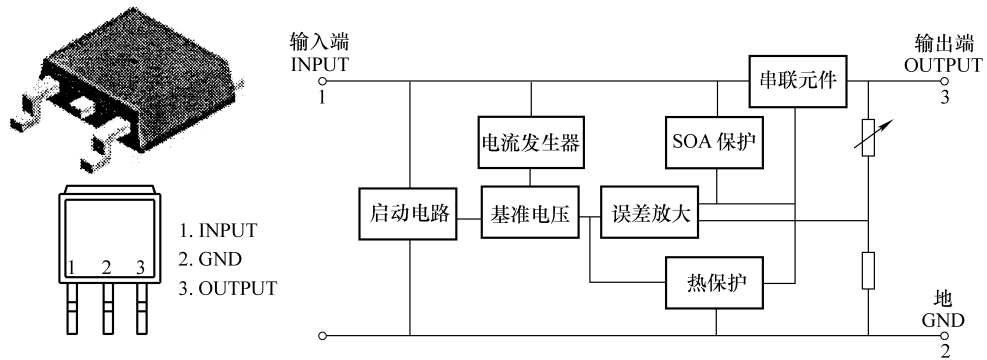 1 2 3
1. INPUT
2. GND
3. OUTPUT
输入端
INPUT
1
串联元件
输出端
OUTPUT
3
电流发生器
SOA 保护
启动电路
基准电压
误差放大
热保护
地
GND
2